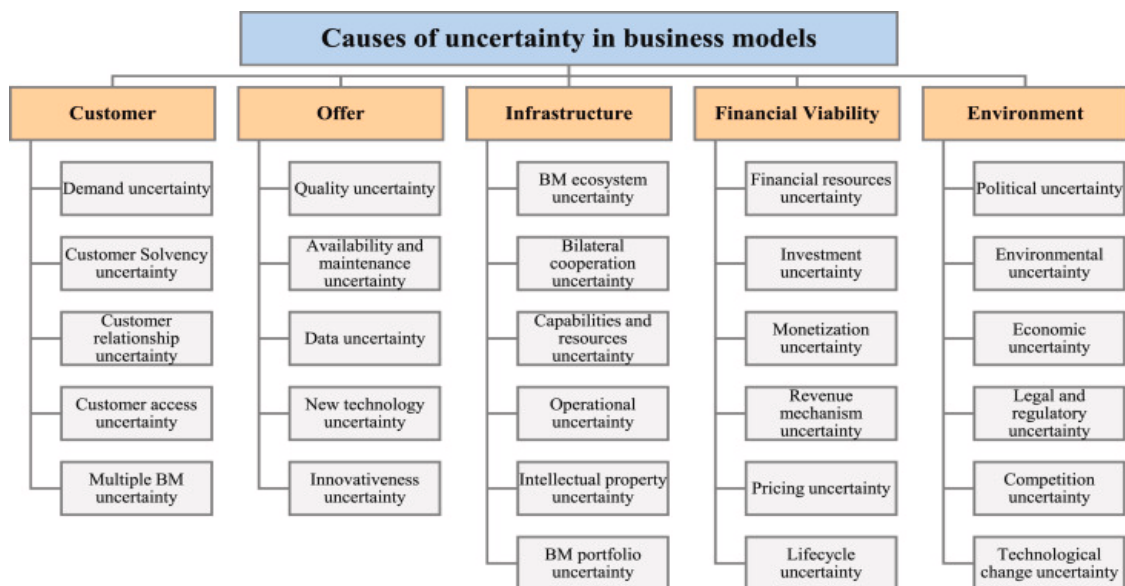 Causes of uncertainty in business models
Customer
Offer
Infrastructure
Financial Viability
Environment
Demand uncertainty
Customer Solvency
uncertainty
Customer
relationship
uncertainty
Customer access
uncertainty
Multiple BM
uncertainty
Quality uncertainty
Availability and
maintenance
uncertainty
Data uncertainty
New technology
uncertainty
Innovativeness
uncertainty
BM ecosystem
uncertainty
Bilateral
cooperation
uncertainty
Capabilities and
resources
uncertainty
Operational
uncertainty
Intellectual property
uncertainty
BM portfolio
uncertainty
Financial resources
uncertainty
Investment
uncertainty
Monetization
uncertainty
Revenue
mechanism
uncertainty
Pricing uncertainty
Lifecycle
uncertainty
Political uncertainty
Environmental
uncertainty
Economic
uncertainty
Legal and
regulatory
uncertainty
Competition
uncertainty
Technological
change uncertainty